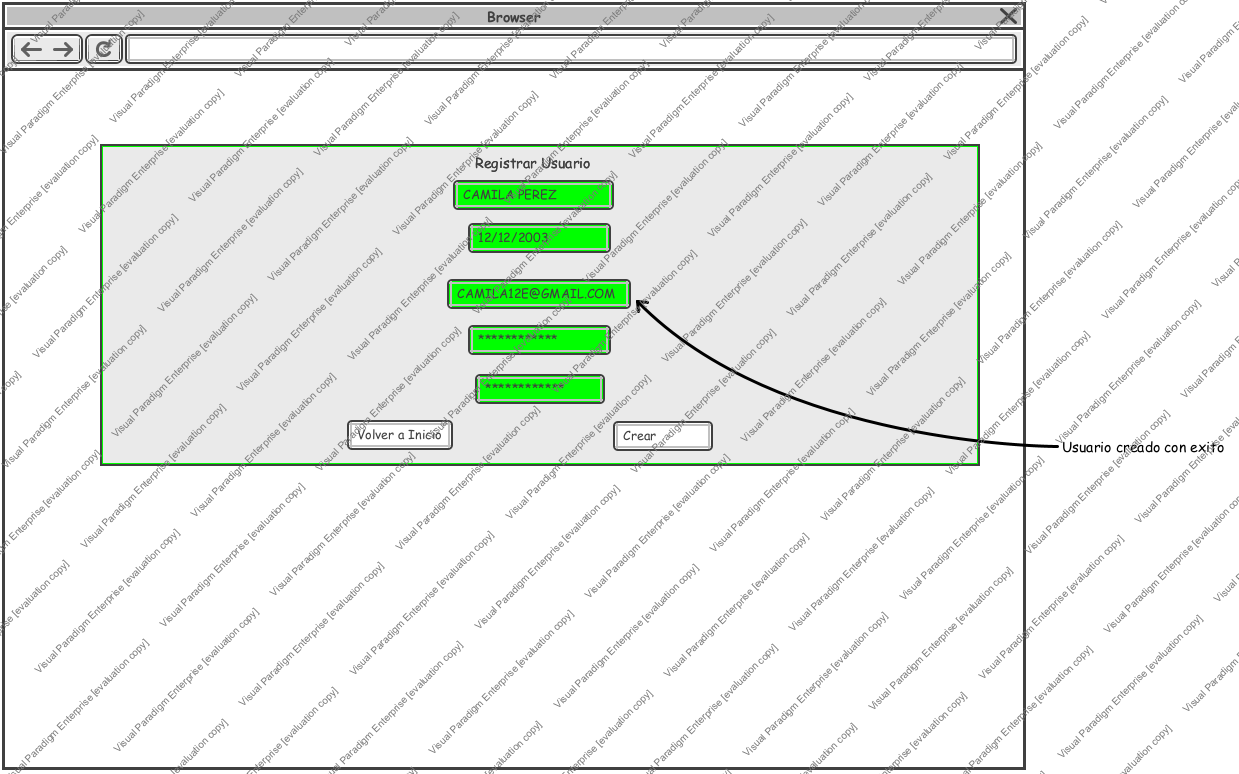 Browser
Registrar Usuario
CAMILA PEREZ
12/12/2003
CAMILA12E@GMAIL.COM
************
************
Volver a Inicio
Crear
Usuario creado con exito
Visual Paradigm Enterprise [evaluation copy]